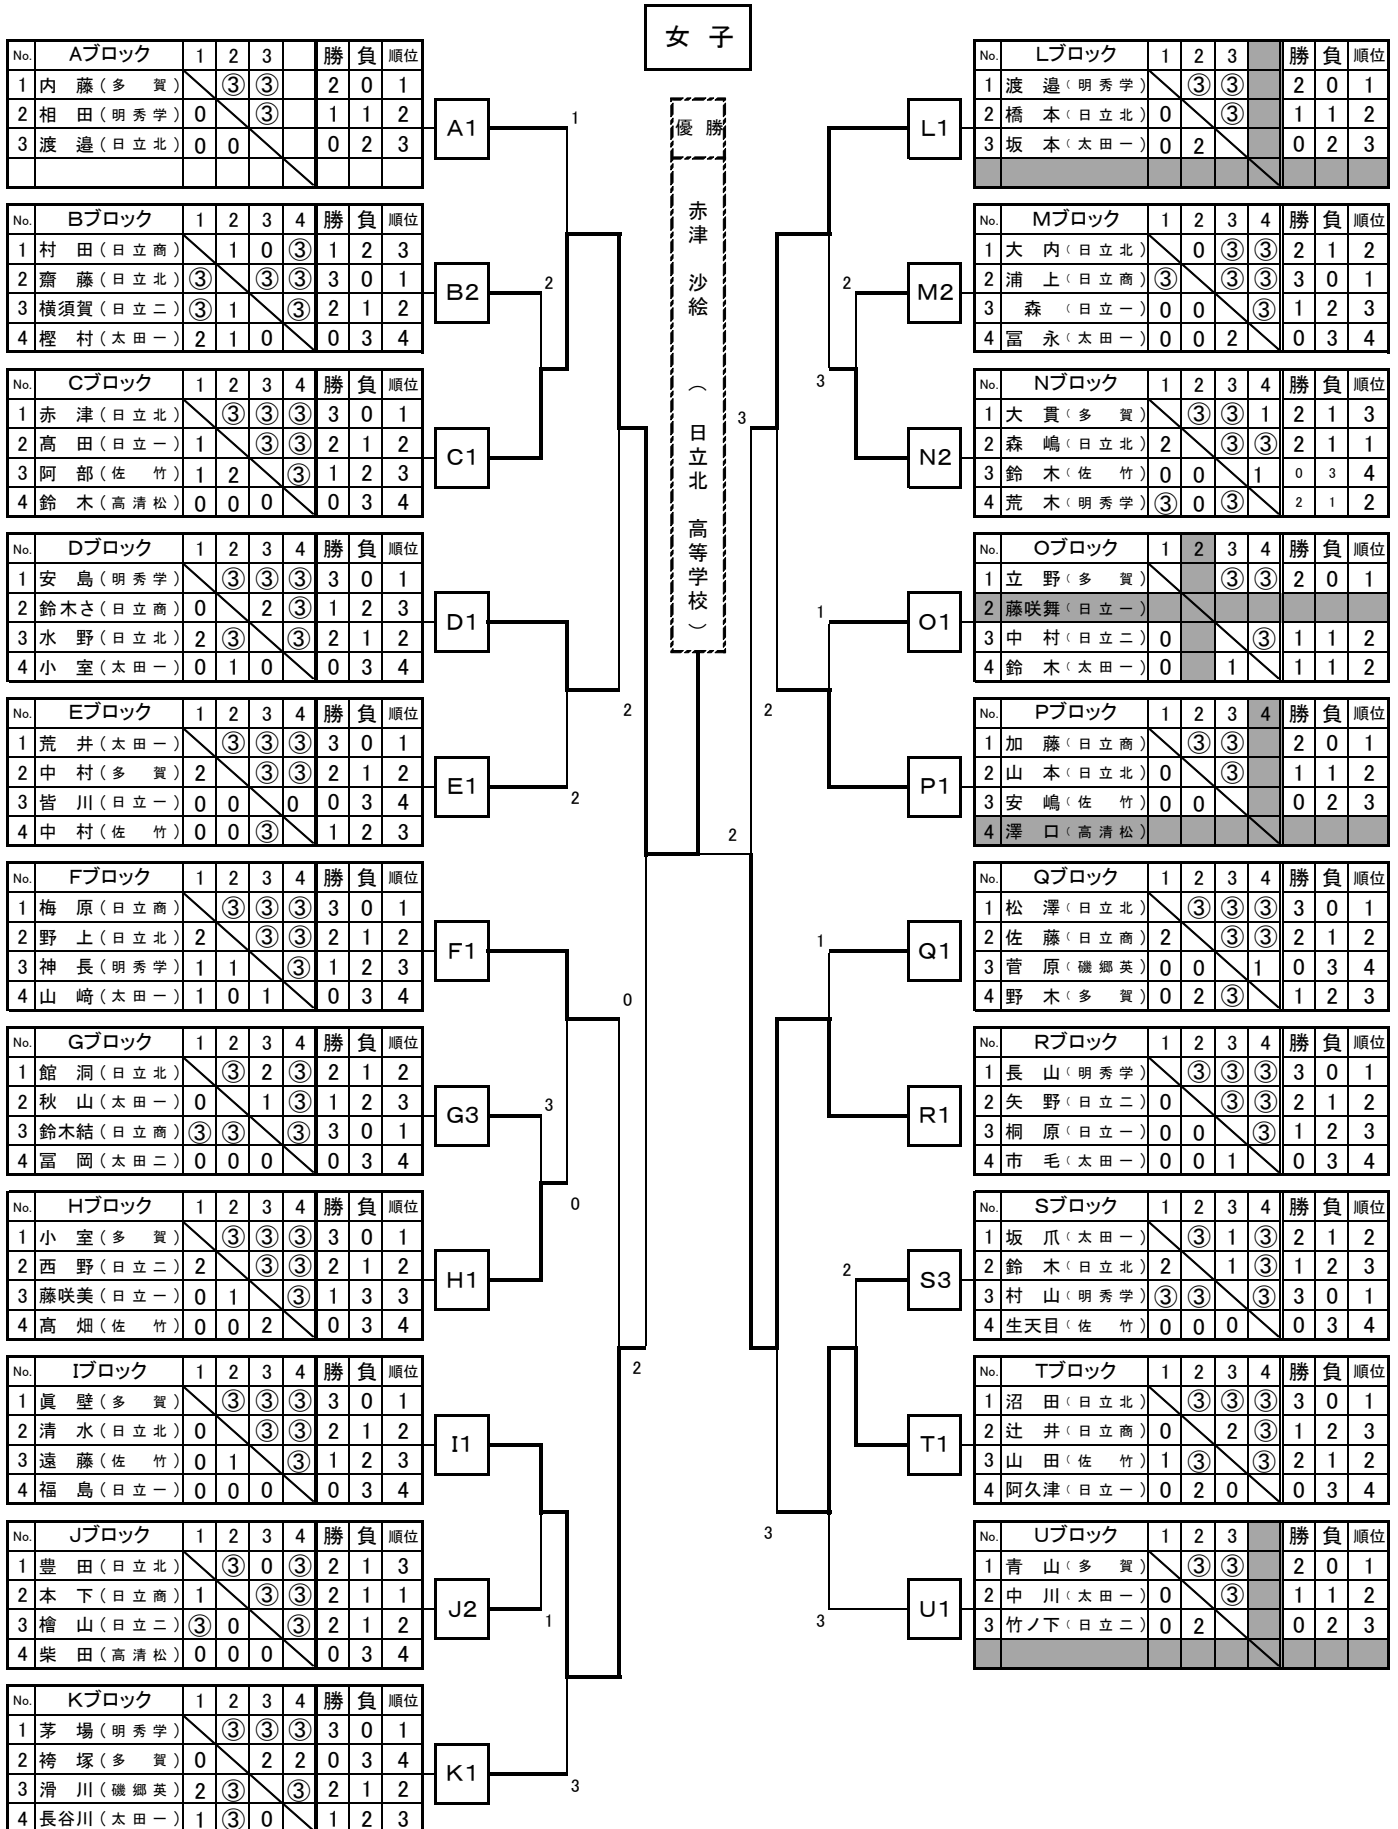 女 子
優 勝
赤津 沙絵 （日立北 高等学校）
No. Aブロック 1 2 3 勝 負 順位
1 内 藤（多 賀） ③ ③ 2 0 1
2 相 田（明秀学） 0 ③ 1 1 2
3 渡 邉（日立北） 0 0 0 2 3
A1
No. Bブロック 1 2 3 4 勝 負 順位
1 村 田（日立商） 1 0 ③ 1 2 3
2 齋 藤（日立北） ③ ③ ③ 3 0 1
3 横須賀（日立二） ③ 1 ③ 2 1 2
4 樫 村（太田一） 2 1 0 0 3 4
B2
No. Cブロック 1 2 3 4 勝 負 順位
1 赤 津（日立北） ③ ③ ③ 3 0 1
2 髙 田（日立一） 1 ③ ③ 2 1 2
3 阿 部（佐 竹） 1 2 ③ 1 2 3
4 鈴 木（高清松） 0 0 0 0 3 4
C1
No. Dブロック 1 2 3 4 勝 負 順位
1 安 島（明秀学） ③ ③ ③ 3 0 1
2 鈴木さ（日立商） 0 2 ③ 1 2 3
3 水 野（日立北） 2 ③ ③ 2 1 2
4 小 室（太田一） 0 1 0 0 3 4
D1
No. Eブロック 1 2 3 4 勝 負 順位
1 荒 井（太田一） ③ ③ ③ 3 0 1
2 中 村（多 賀） 2 ③ ③ 2 1 2
3 皆 川（日立一） 0 0 0 0 3 4
4 中 村（佐 竹） 0 0 ③ 1 2 3
E1
No. Fブロック 1 2 3 4 勝 負 順位
1 梅 原（日立商） ③ ③ ③ 3 0 1
2 野 上（日立北） 2 ③ ③ 2 1 2
3 神 長（明秀学） 1 1 ③ 1 2 3
4 山 﨑（太田一） 1 0 1 0 3 4
F1
No. Gブロック 1 2 3 4 勝 負 順位
1 館 洞（日立北） ③ 2 ③ 2 1 2
2 秋 山（太田一） 0 1 ③ 1 2 3
3 鈴木結（日立商） ③ ③ ③ 3 0 1
4 冨 岡（太田二） 0 0 0 0 3 4
G3
No. Hブロック 1 2 3 4 勝 負 順位
1 小 室（多 賀） ③ ③ ③ 3 0 1
2 西 野（日立二） 2 ③ ③ 2 1 2
3 藤咲美（日立一） 0 1 ③ 1 3 3
4 髙 畑（佐 竹） 0 0 2 0 3 4
H1
No. Iブロック 1 2 3 4 勝 負 順位
1 眞 壁（多 賀） ③ ③ ③ 3 0 1
2 清 水（日立北） 0 ③ ③ 2 1 2
3 遠 藤（佐 竹） 0 1 ③ 1 2 3
4 福 島（日立一） 0 0 0 0 3 4
I1
No. Jブロック 1 2 3 4 勝 負 順位
1 豊 田（日立北） ③ 0 ③ 2 1 3
2 本 下（日立商） 1 ③ ③ 2 1 1
3 檜 山（日立二） ③ 0 ③ 2 1 2
4 柴 田（高清松） 0 0 0 0 3 4
J2
No. Kブロック 1 2 3 4 勝 負 順位
1 茅 場（明秀学） ③ ③ ③ 3 0 1
2 袴 塚（多 賀） 0 2 2 0 3 4
3 滑 川（磯郷英） 2 ③ ③ 2 1 2
4 長谷川（太田一） 1 ③ 0 1 2 3
K1
1
2
2
2
0
3
0
2
1
3
3
2
No. Lブロック 1 2 3 勝 負 順位
1 渡 邉（明秀学） ③ ③ 2 0 1
2 橋 本（日立北） 0 ③ 1 1 2
3 坂 本（太田一） 0 2 0 2 3
L1
No. Mブロック 1 2 3 4 勝 負 順位
1 大 内（日立北） 0 ③ ③ 2 1 2
2 浦 上（日立商） ③ ③ ③ 3 0 1
3 森 （日立一） 0 0 ③ 1 2 3
4 冨 永（太田一） 0 0 2 0 3 4
M2
No. Nブロック 1 2 3 4 勝 負 順位
1 大 貫（多 賀） ③ ③ 1 2 1 3
2 森 嶋（日立北） 2 ③ ③ 2 1 1
3 鈴 木（佐 竹） 0 0 1 0 3 4
4 荒 木（明秀学） ③ 0 ③ 2 1 2
N2
No. Oブロック 1 2 3 4 勝 負 順位
1 立 野（多 賀） ③ ③ 2 0 1
2 藤咲舞（日立一）
3 中 村（日立二） 0 ③ 1 1 2
4 鈴 木（太田一） 0 1 1 1 2
O1
No. Pブロック 1 2 3 4 勝 負 順位
1 加 藤（日立商） ③ ③ 2 0 1
2 山 本（日立北） 0 ③ 1 1 2
3 安 嶋（佐 竹） 0 0 0 2 3
4 澤 口（高清松）
P1
No. Qブロック 1 2 3 4 勝 負 順位
1 松 澤（日立北） ③ ③ ③ 3 0 1
2 佐 藤（日立商） 2 ③ ③ 2 1 2
3 菅 原（磯郷英） 0 0 1 0 3 4
4 野 木（多 賀） 0 2 ③ 1 2 3
Q1
No. Rブロック 1 2 3 4 勝 負 順位
1 長 山（明秀学） ③ ③ ③ 3 0 1
2 矢 野（日立二） 0 ③ ③ 2 1 2
3 桐 原（日立一） 0 0 ③ 1 2 3
4 市 毛（太田一） 0 0 1 0 3 4
R1
No. Sブロック 1 2 3 4 勝 負 順位
1 坂 爪（太田一） ③ 1 ③ 2 1 2
2 鈴 木（日立北） 2 1 ③ 1 2 3
3 村 山（明秀学） ③ ③ ③ 3 0 1
4 生天目（佐 竹） 0 0 0 0 3 4
S3
No. Tブロック 1 2 3 4 勝 負 順位
1 沼 田（日立北） ③ ③ ③ 3 0 1
2 辻 井（日立商） 0 2 ③ 1 2 3
3 山 田（佐 竹） 1 ③ ③ 2 1 2
4 阿久津（日立一） 0 2 0 0 3 4
T1
No. Uブロック 1 2 3 勝 負 順位
1 青 山（多 賀） ③ ③ 2 0 1
2 中 川（太田一） 0 ③ 1 1 2
3 竹ノ下（日立二） 0 2 0 2 3
U1
2
3
1
2
1
2
3
3